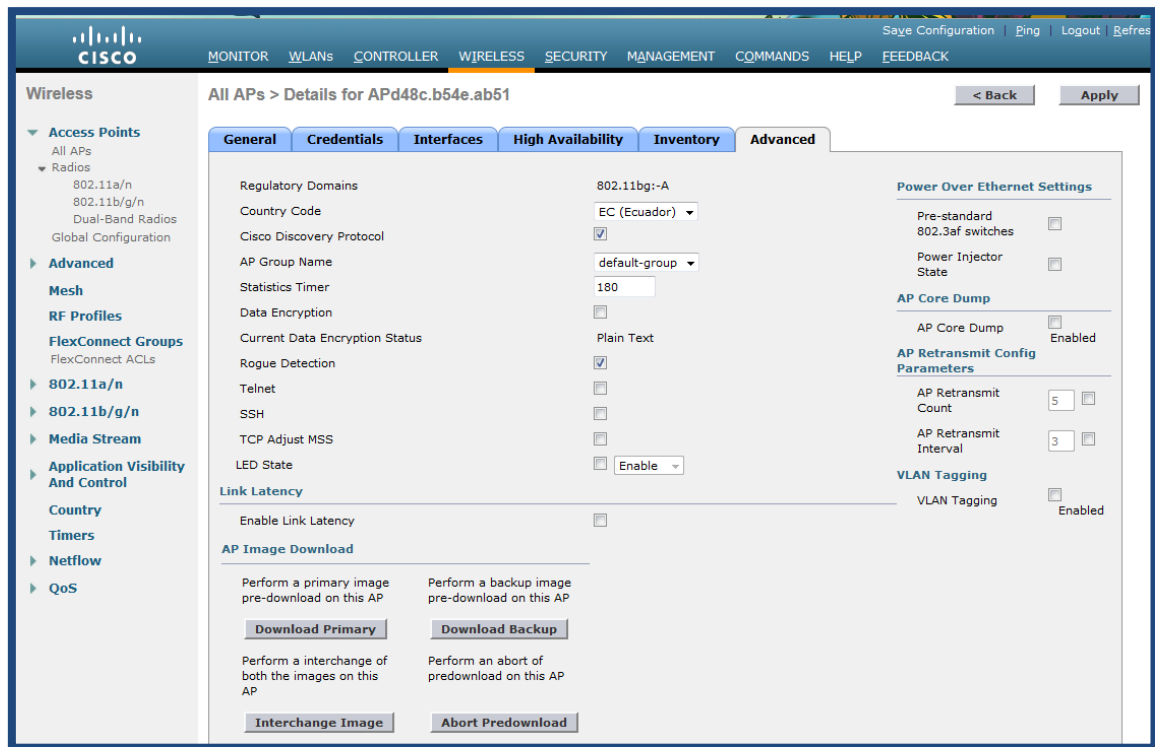 Save Configuration | Ping | Logout | Refres
CISCO
MONITOR WLANs CONTROLLER WIRELESS SECURITY MANAGEMENT COMMANDS HELP FEEDBACK
Wireless
Access Points
All APs
Radios
802.11a/n
802.11b/g/n
Dual-Band Radios
Global Configuration
Advanced
Mesh
RF Profiles
FlexConnect Groups
FlexConnect ACLs
802.11a/n
802.11b/g/n
Media Stream
Application Visibility
And Control
Country
Timers
Netflow
QoS
All APs > Details for APd48c.b54e.ab51
< Back
Apply
General Credentials Interfaces High Availability Inventory Advanced
Regulatory Domains 802.11bg:-A
Country Code EC (Ecuador)
Cisco Discovery Protocol
AP Group Name default-group
Statistics Timer 180
Data Encryption
Current Data Encryption Status Plain Text
Rogue Detection
Telnet
SSH
TCP Adjust MSS
LED State Enable
Link Latency
Enable Link Latency
AP Image Download
Perform a primary image
pre-download on this AP
Perform a backup image
pre-download on this AP
Download Primary Download Backup
Perform a interchange of
both the images on this
AP
Perform an abort of
predownload on this AP
Interchange Image Abort Predownload
Power Over Ethernet Settings
Pre-standard
802.3af switches
Power Injector
State
AP Core Dump
AP Core Dump Enabled
AP Retransmit Config
Parameters
AP Retransmit
Count 5
AP Retransmit
Interval 3
VLAN Tagging
VLAN Tagging Enabled